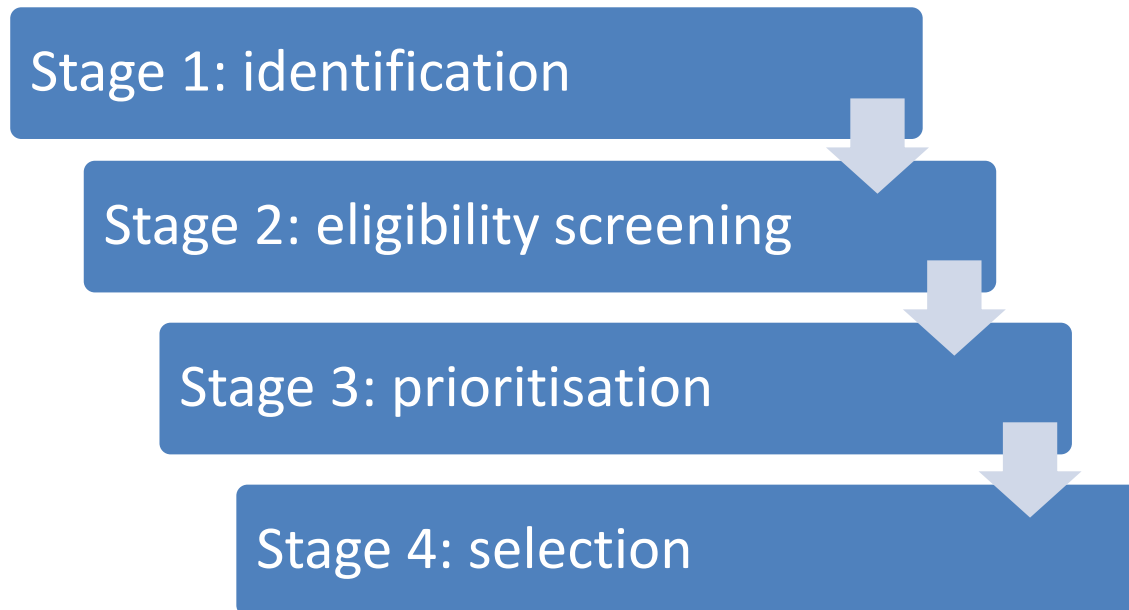 Stage 1: identification
Stage 2: eligibility screening
Stage 3: prioritisation
Stage 4: selection